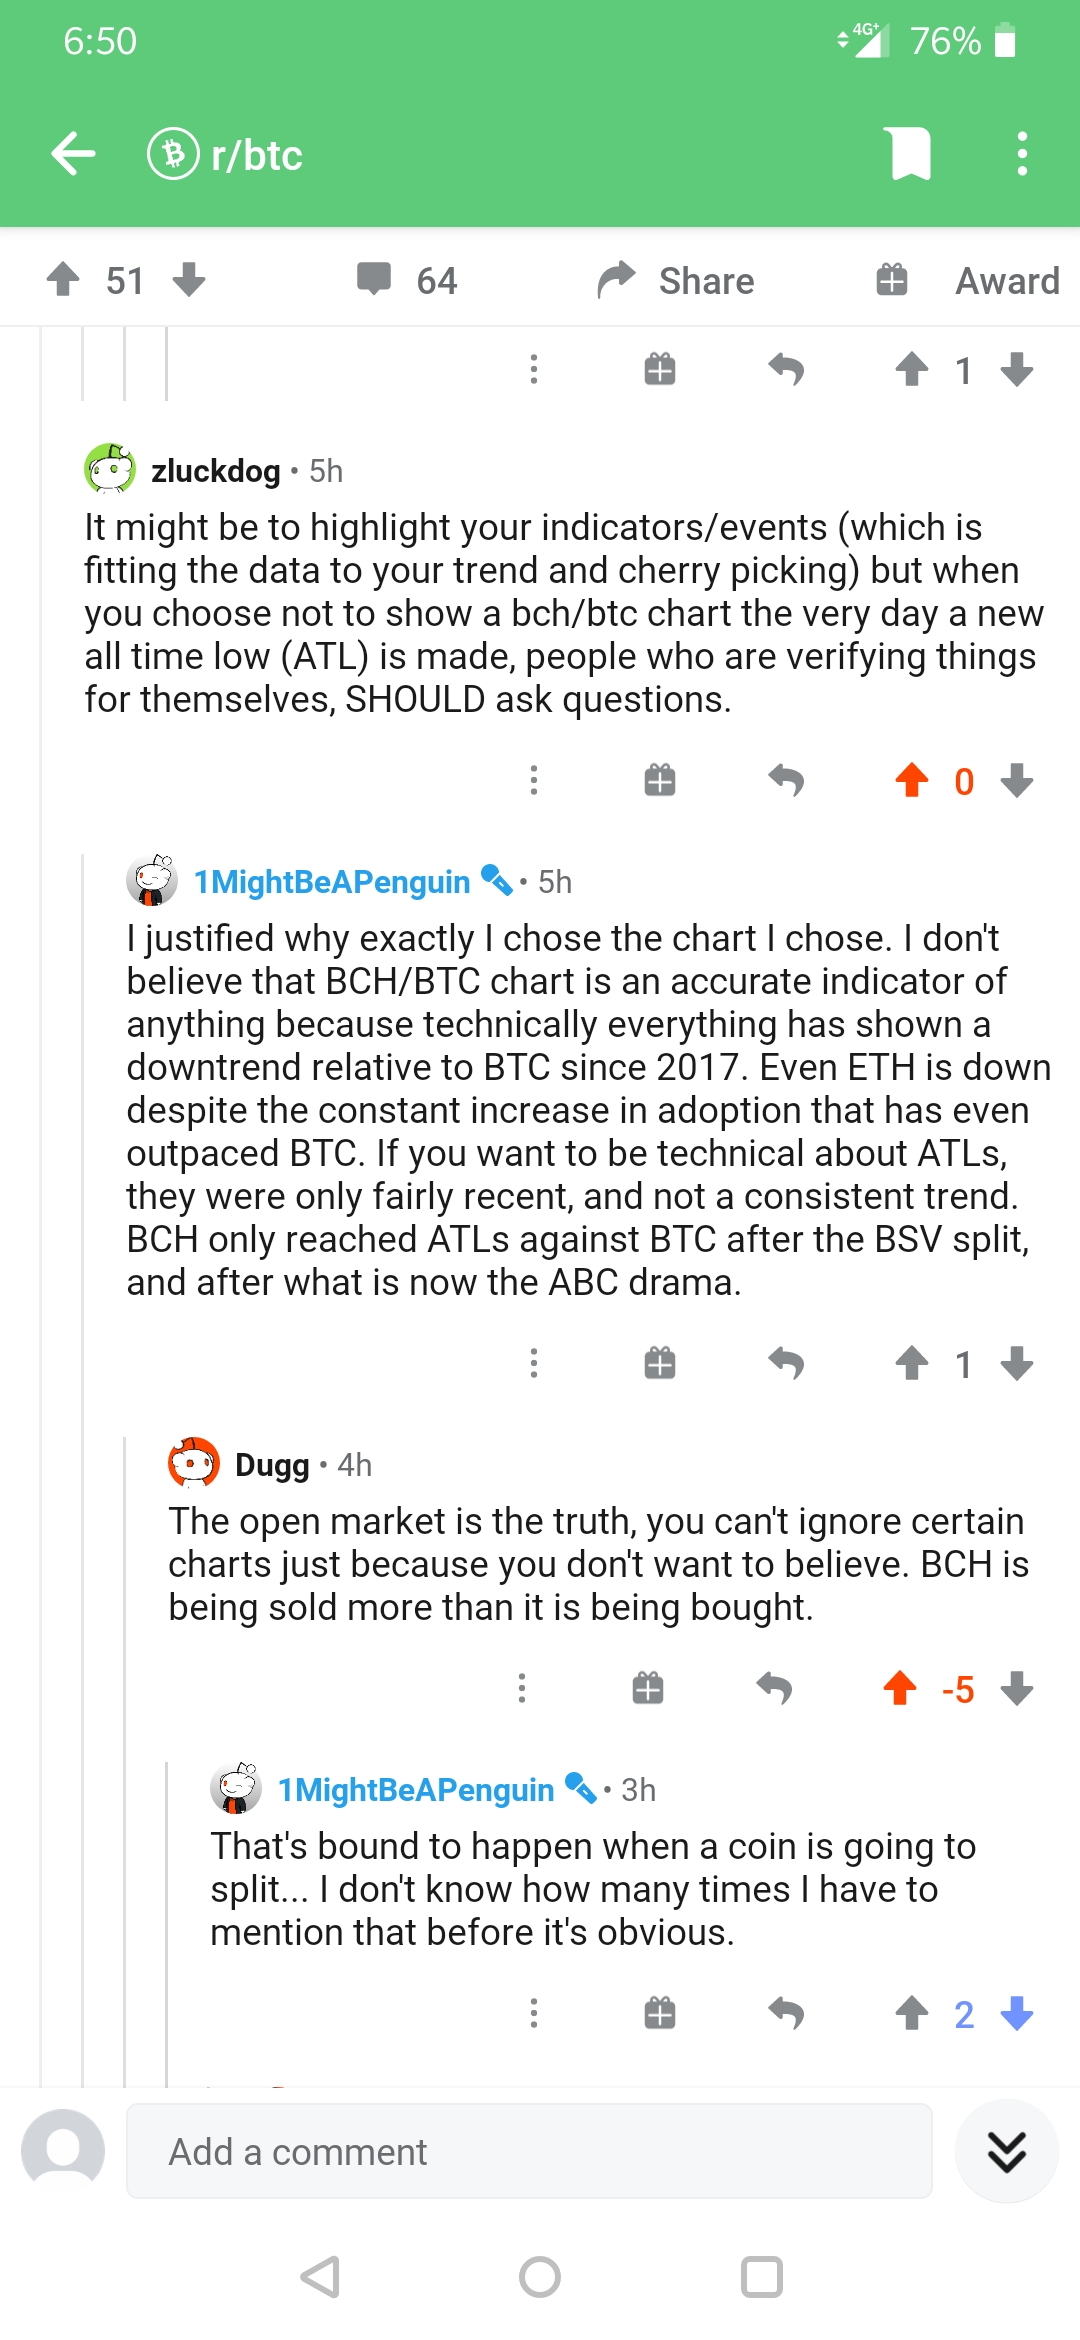 6:50
4G+ 76%
r/btc
51 64 Share Award
1
zluckdog • 5h
It might be to highlight your indicators/events (which is
fitting the data to your trend and cherry picking) but when
you choose not to show a bch/btc chart the very day a new
all time low (ATL) is made, people who are verifying things
for themselves, SHOULD ask questions.
0
1MightBeAPenguin • 5h
I justified why exactly I chose the chart I chose. I don't
believe that BCH/BTC chart is an accurate indicator of
anything because technically everything has shown a
downtrend relative to BTC since 2017. Even ETH is down
despite the constant increase in adoption that has even
outpaced BTC. If you want to be technical about ATLs,
they were only fairly recent, and not a consistent trend.
BCH only reached ATLs against BTC after the BSV split,
and after what is now the ABC drama.
1
Dugg • 4h
The open market is the truth, you can't ignore certain
charts just because you don't want to believe. BCH is
being sold more than it is being bought.
-5
1MightBeAPenguin • 3h
That's bound to happen when a coin is going to
split... I don't know how many times I have to
mention that before it's obvious.
2
Add a comment